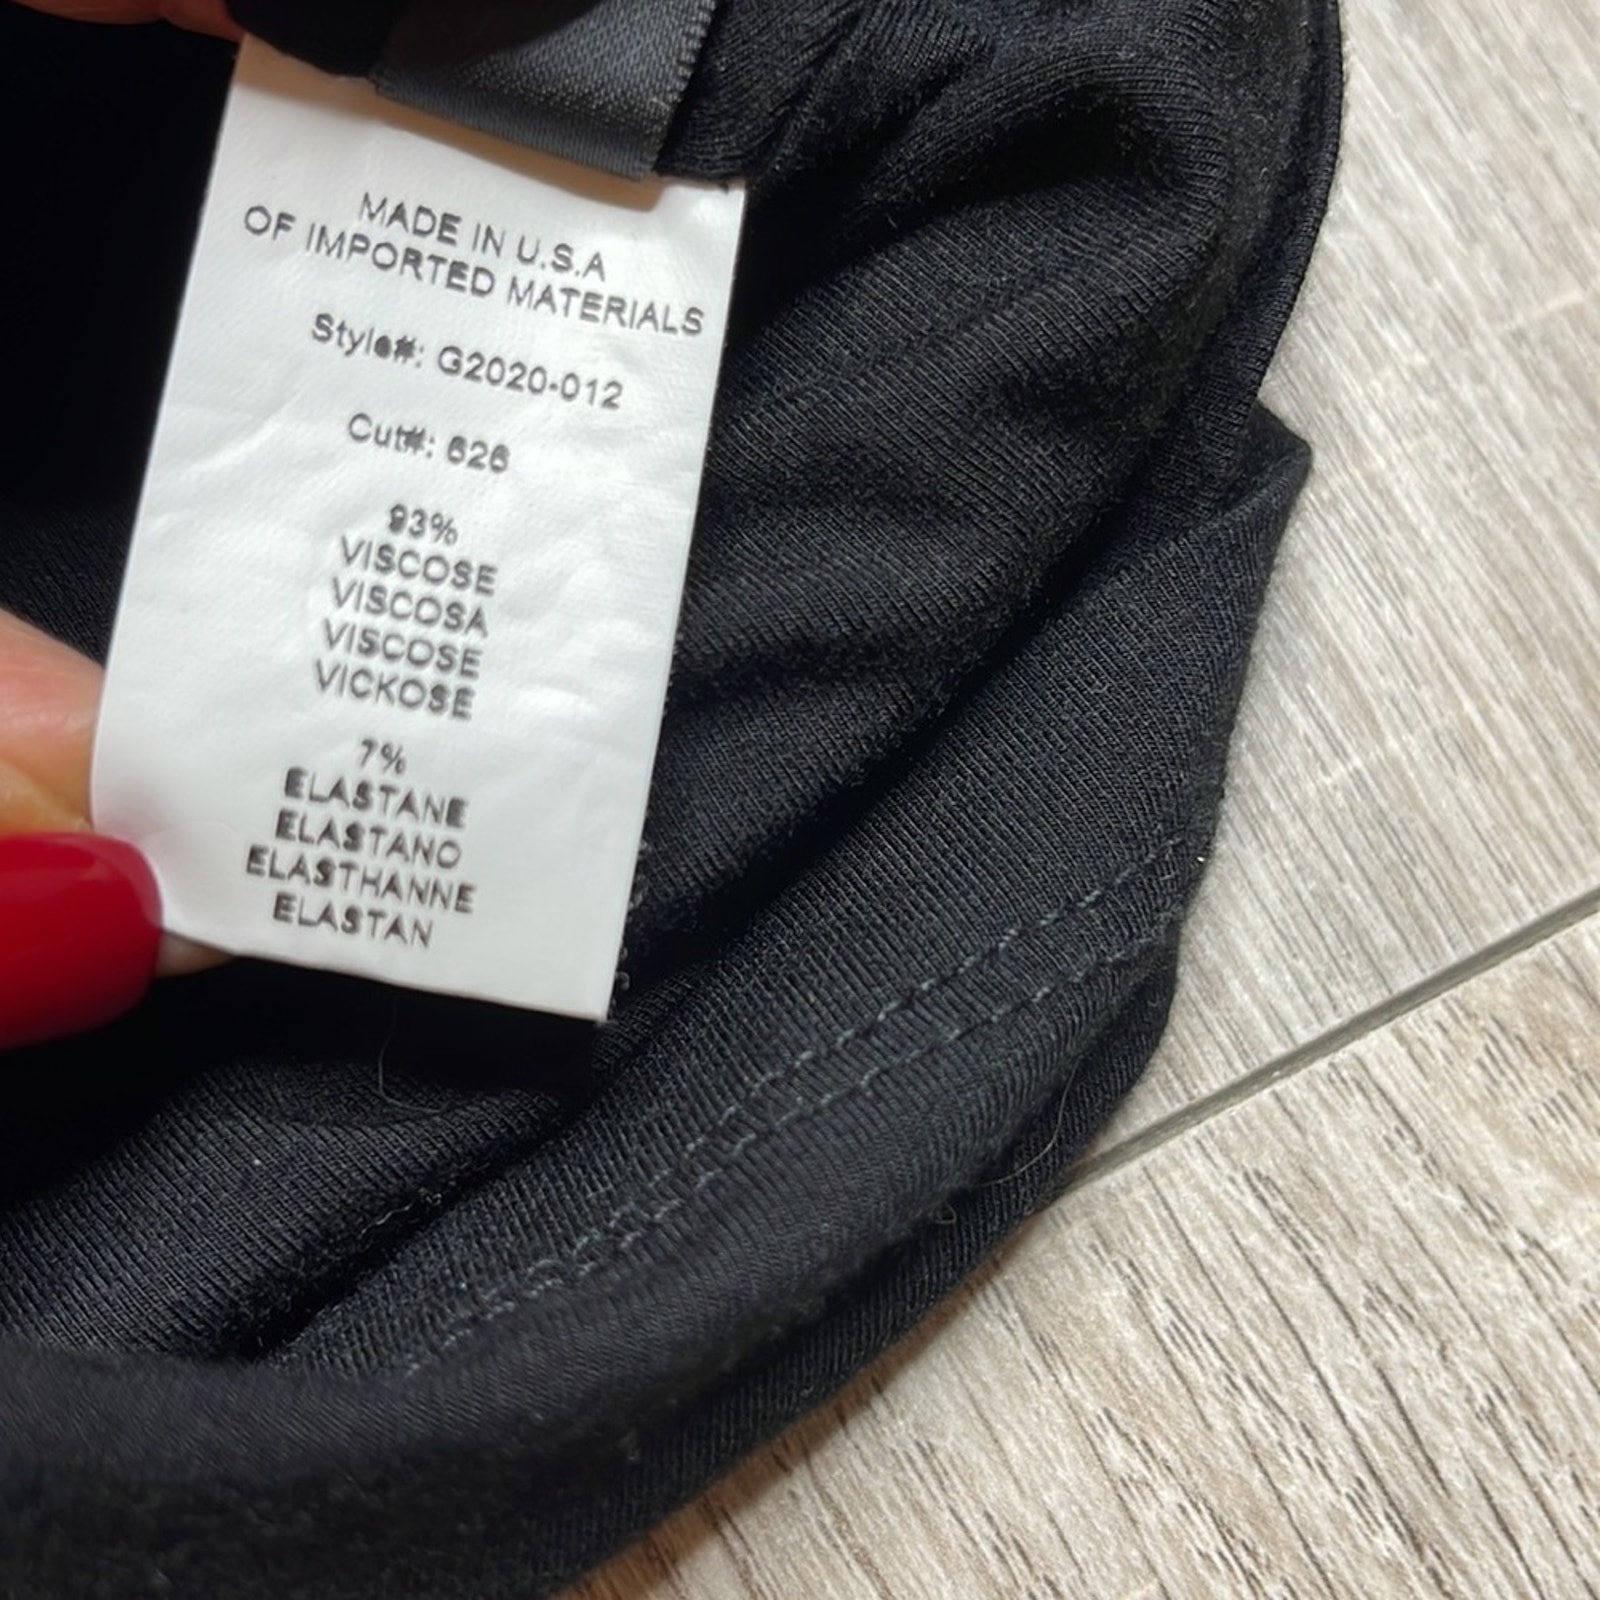 MADE IN U.S.A
OF IMPORTED MATERIALS
Style#: G2020-012
Cut#: 626
93%
VISCOSE
VISCOSA
VISCOSE
VICKOSE
7%
ELASTANE
ELASTANO
ELASTHANNE
ELASTAN